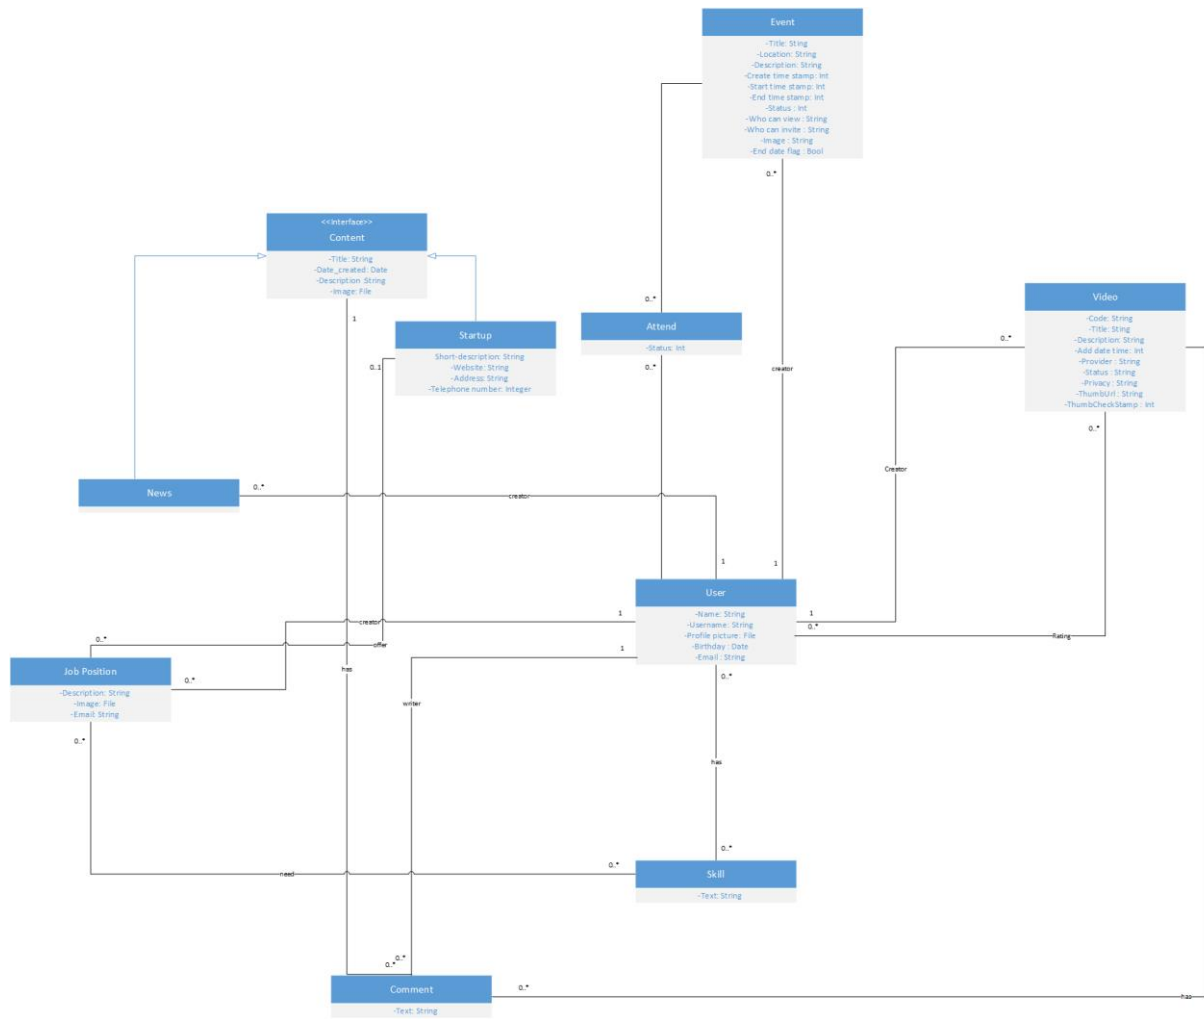 Event
-Title: Sting
-Location: String
-Description: String
-Create time stamp: Int
-Start time stamp: Int
-End time stamp: Int
-Status : Int
-Who can view : String
-Who can invite : String
-Image : String
-End date flag : Bool
0..*
<<Interface>>
Content
-Title: String
-Date_created: Date
-Description String
-Image: File
1
Startup
Short-description: String
-Website: String
-Address: String
-Telephone number: Integer
0..1
0..*
Attend
-Status: Int
0..*
creator
Video
-Code: String
-Title: Sting
-Description: String
-Add date time: Int
-Provider : String
-Status : String
-Privacy : String
-ThumbUrl : String
-ThumbCheckStamp : Int
0..*
0..*
Creator
News
0..*
creator
1
1
User
-Name: String
-Username: String
-Profile picture: File
-Birthday : Date
-Email : String
1
1
1
0..*
0..*
Rating
creator
offer
0..*
Job Position
-Description: String
-Image: File
-Email: String
0..*
0..*
has
writer
has
0..*
0..*
need
Skill
-Text: String
0..*
0..*
Comment
-Text: String
0..*
has